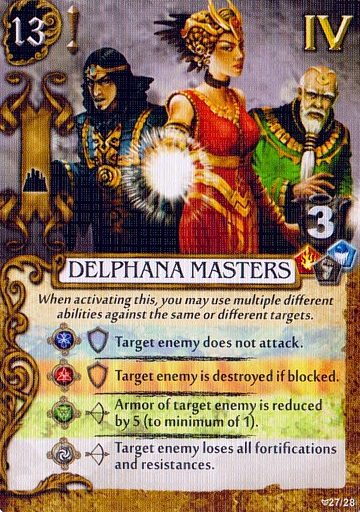 13
IV
3
DELPHANA MASTERS
When activating this, you may use multiple different
abilities against the same or different targets.
Target enemy does not attack.
Target enemy is destroyed if blocked.
Armor of target enemy is reduced
by 5 (to minimum of 1).
Target enemy loses all fortifications
and resistances.
27/28